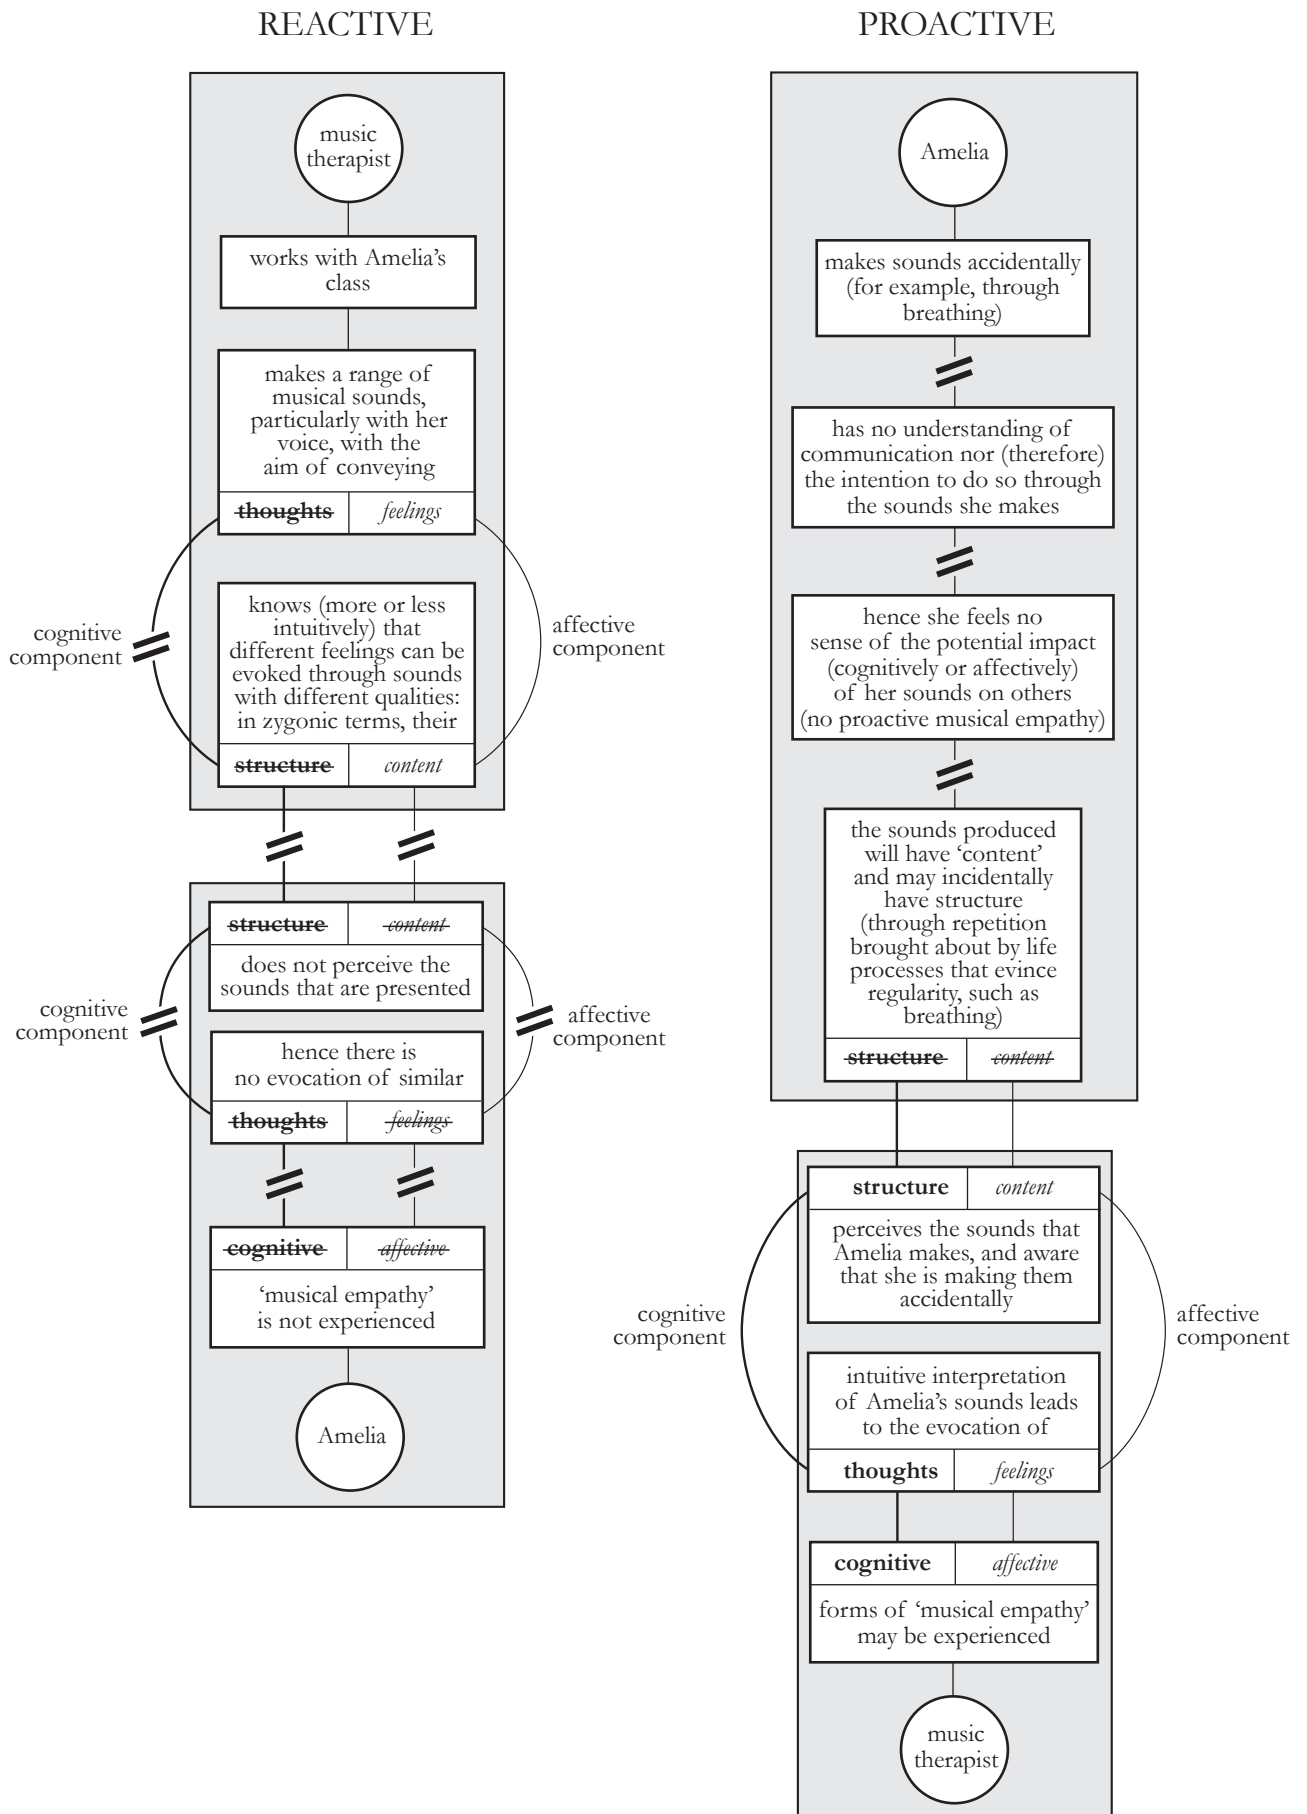 REACTIVE
music
therapist
works with Amelia's
class
makes a range of
musical sounds,
particularly with her
voice, with the
aim of conveying
thoughts
feelings
cognitive
component
affective
component
knows (more or less
intuitively) that
different feelings can be
evoked through sounds
with different qualities:
in zygonic terms, their
structure
content
structure
content
does not perceive the
sounds that are presented
cognitive
component
affective
component
hence there is
no evocation of similar
thoughts
feelings
cognitive
affective
‘musical empathy’
is not experienced
Amelia
PROACTIVE
Amelia
makes sounds accidentally
(for example, through
breathing)
has no understanding of
communication nor (therefore)
the intention to do so through
the sounds she makes
hence she feels no
sense of the potential impact
(cognitively or affectively)
of her sounds on others
(no proactive musical empathy)
the sounds produced
will have ‘content’
and may incidentally
have structure
(through repetition
brought about by life
processes that evince
regularity, such as
breathing)
structure
content
structure
content
perceives the sounds that
Amelia makes, and aware
that she is making them
accidentally
cognitive
component
affective
component
intuitive interpretation
of Amelia's sounds leads
to the evocation of
thoughts
feelings
cognitive
affective
forms of ‘musical empathy’
may be experienced
music
therapist